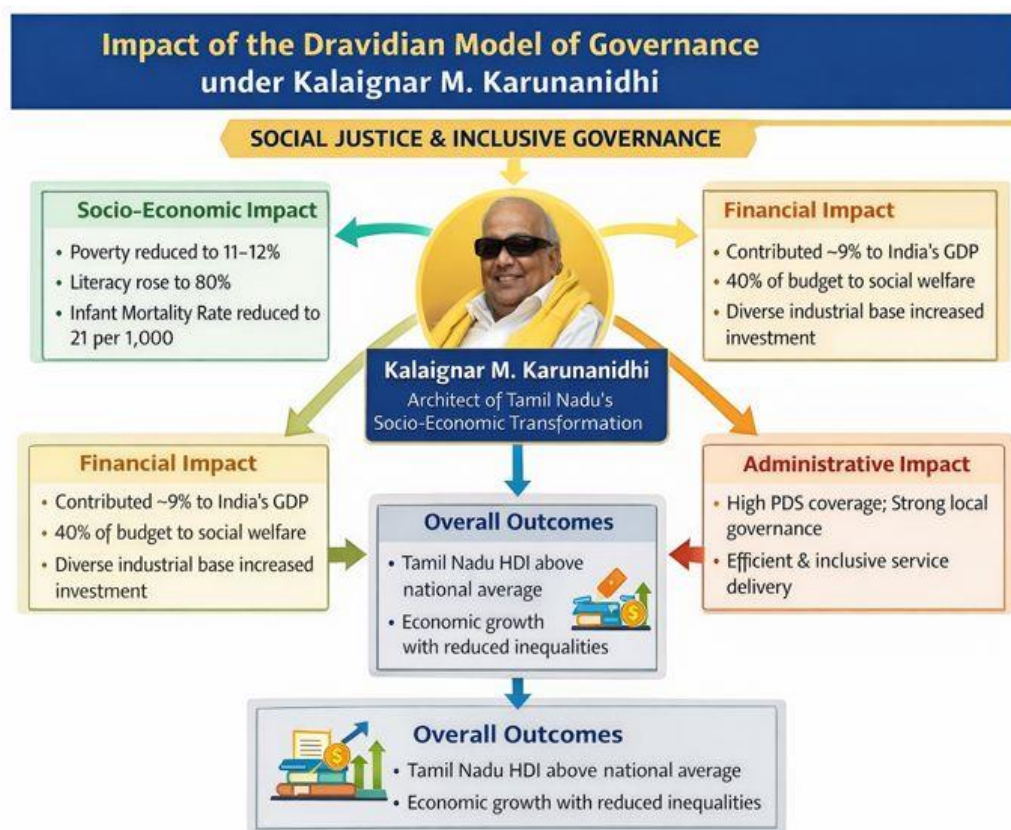 Impact of the Dravidian Model of Governance
under Kalaignar M. Karunanidhi
SOCIAL JUSTICE & INCLUSIVE GOVERNANCE
Socio-Economic Impact
• Poverty reduced to 11–12%
• Literacy rose to 80%
• Infant Mortality Rate reduced to
21 per 1,000
Financial Impact
• Contributed ~9% to India's GDP
• 40% of budget to social welfare
• Diverse industrial base increased
investment
Kalaignar M. Karunanidhi
Architect of Tamil Nadu's
Socio-Economic Transformation
Financial Impact
• Contributed ~9% to India's GDP
• 40% of budget to social welfare
• Diverse industrial base increased
investment
Administrative Impact
• High PDS coverage; Strong local
governance
• Efficient & inclusive service
delivery
Overall Outcomes
• Tamil Nadu HDI above
national average
• Economic growth
with reduced inequalities
Overall Outcomes
• Tamil Nadu HDI above national average
• Economic growth with reduced inequalities